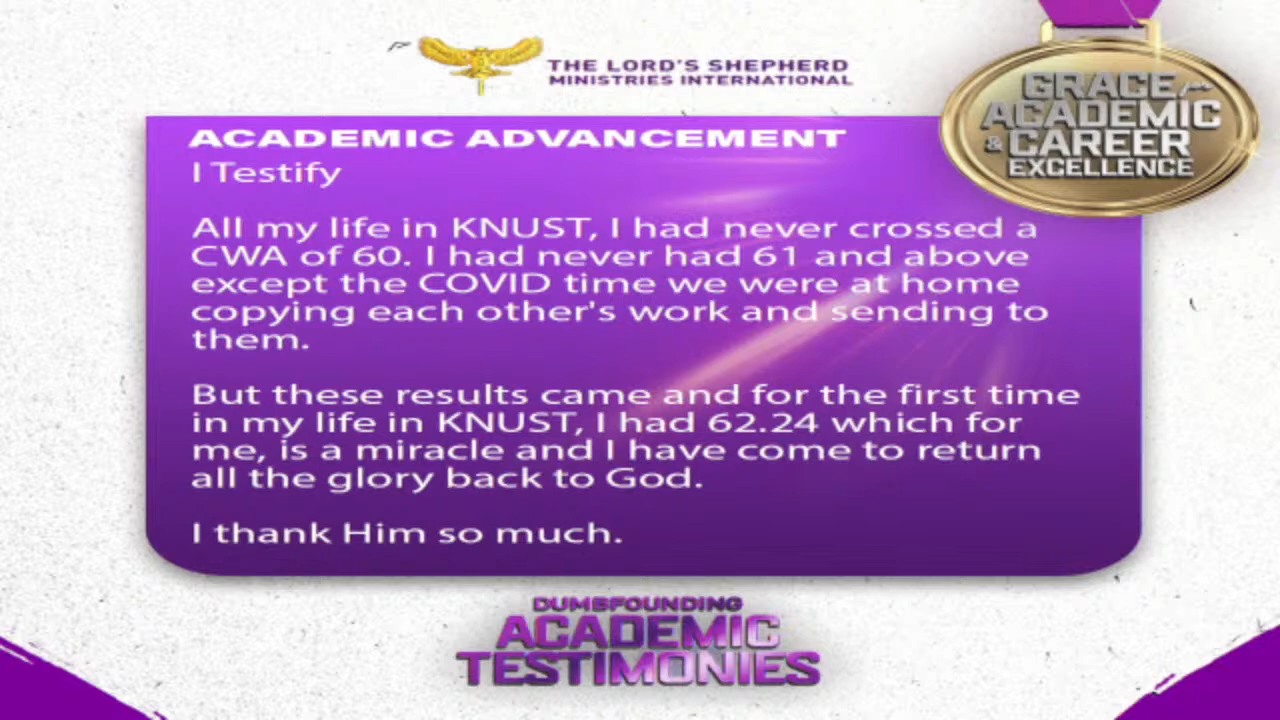 THE LORD'S SHEPHERD
MINISTRIES INTERNATIONAL
GRACE for
ACADEMIC
& CAREER
EXCELLENCE
ACADEMIC ADVANCEMENT
I Testify
All my life in KNUST, I had never crossed a
CWA of 60. I had never had 61 and above
except the COVID time we were at home
copying each other's work and sending to
them.
But these results came and for the first time
in my life in KNUST, I had 62.24 which for
me, is a miracle and I have come to return
all the glory back to God.
I thank Him so much.
DUMBFOUNDING
ACADEMIC
TESTIMONIES